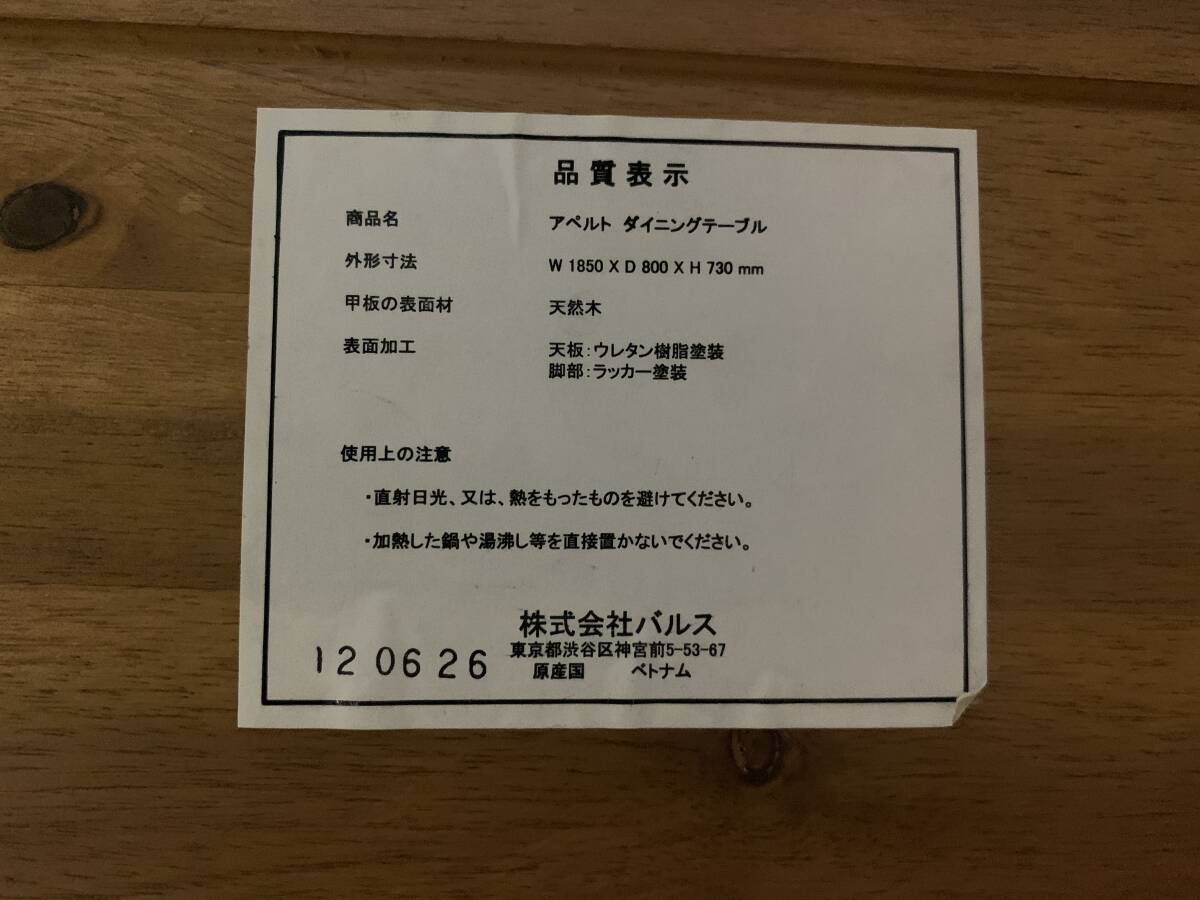 品質表示
商品名 アペルト ダイニングテーブル
外形寸法 W 1850 X D 800 X H 730 mm
甲板の表面材 天然木
表面加工 天板:ウレタン樹脂塗装
脚部:ラッカー塗装
使用上の注意
・直射日光、又は、熱をもったものを避けてください。
・加熱した鍋や湯沸し等を直接置かないでください。
株式会社バルス
東京都渋谷区神宮前5-53-67
原産国 ベトナム
120626